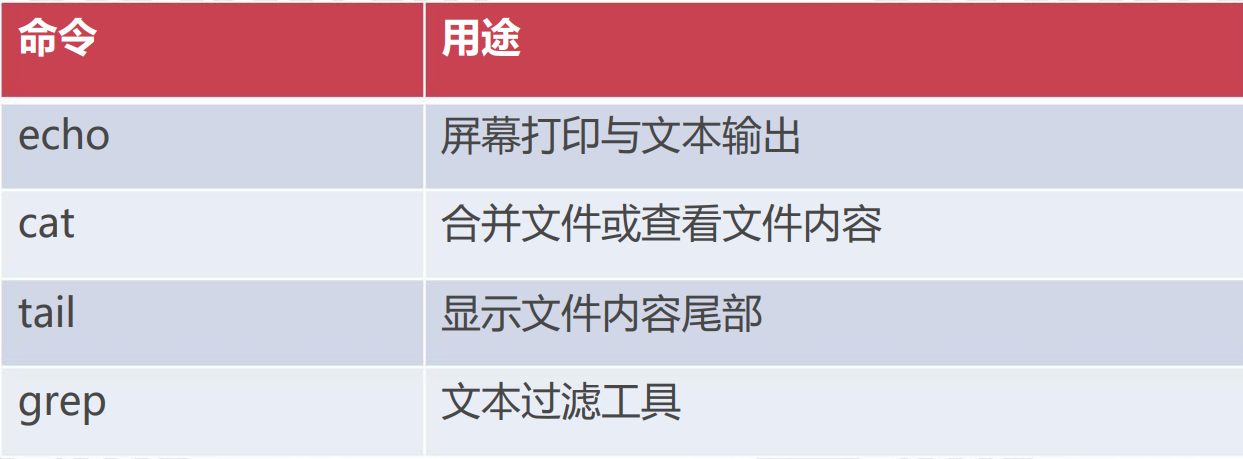 命令 用途
echo 屏幕打印与文本输出
cat 合并文件或查看文件内容
tail 显示文件内容尾部
grep 文本过滤工具